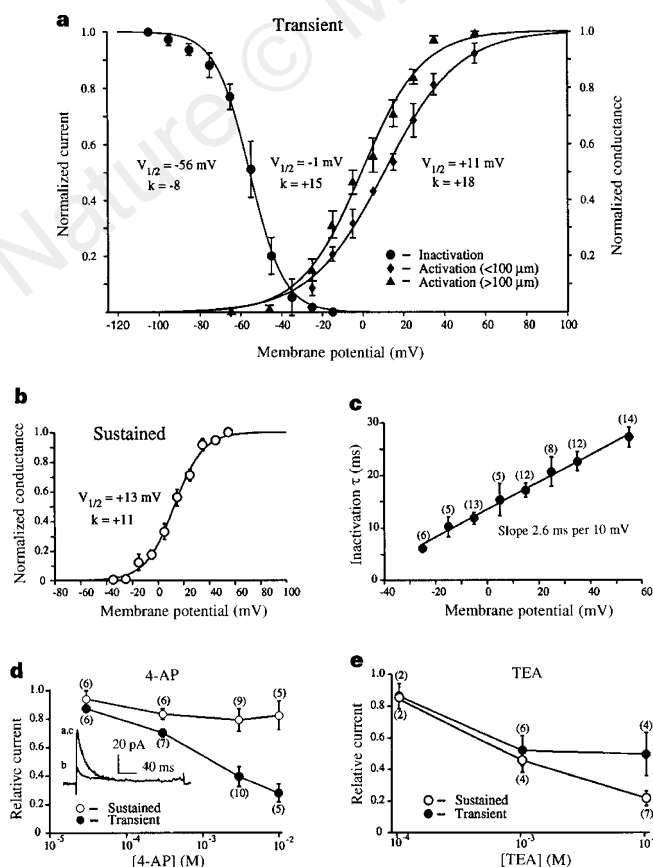 Nature ©
a
Transient
Normalized current
1.0
0.8
0.6
0.4
0.2
V1/2 = -56 mV
k = -8
V1/2 = -1 mV
k = +15
V1/2 = +11 mV
k = +18
● – Inactivation
◆ – Activation (<100 µm)
▲ – Activation (>100 µm)
1.0
0.8
0.6
0.4
0.2
Normalized conductance
-120 -100 -80 -60 -40 -20 0 20 40 60 80 100
Membrane potential (mV)
b
Sustained
Normalized conductance
1.0
0.8
0.6
0.4
0.2
0
V1/2 = +13 mV
k = +11
-80 -60 -40 -20 0 20 40 60 80 100
Membrane potential (mV)
c
Inactivation τ (ms)
30
20
10
0
(6) (5) (13) (5) (12) (8) (12) (14)
Slope 2.6 ms per 10 mV
-40 -20 0 20 40 60
Membrane potential (mV)
d
4-AP
Relative current
1.0
0.8
0.6
0.4
0.2
0
(6) (6) (9) (5)
(6) (7) (10) (5)
a,c
b
20 pA
40 ms
○ – Sustained
● – Transient
10-5 10-4 10-3 10-2
[4-AP] (M)
e
TEA
Relative current
1.0
0.8
0.6
0.4
0.2
0
(2) (6) (4)
(2) (4) (7)
○ – Sustained
● – Transient
10-4 10-3
[TEA] (M)